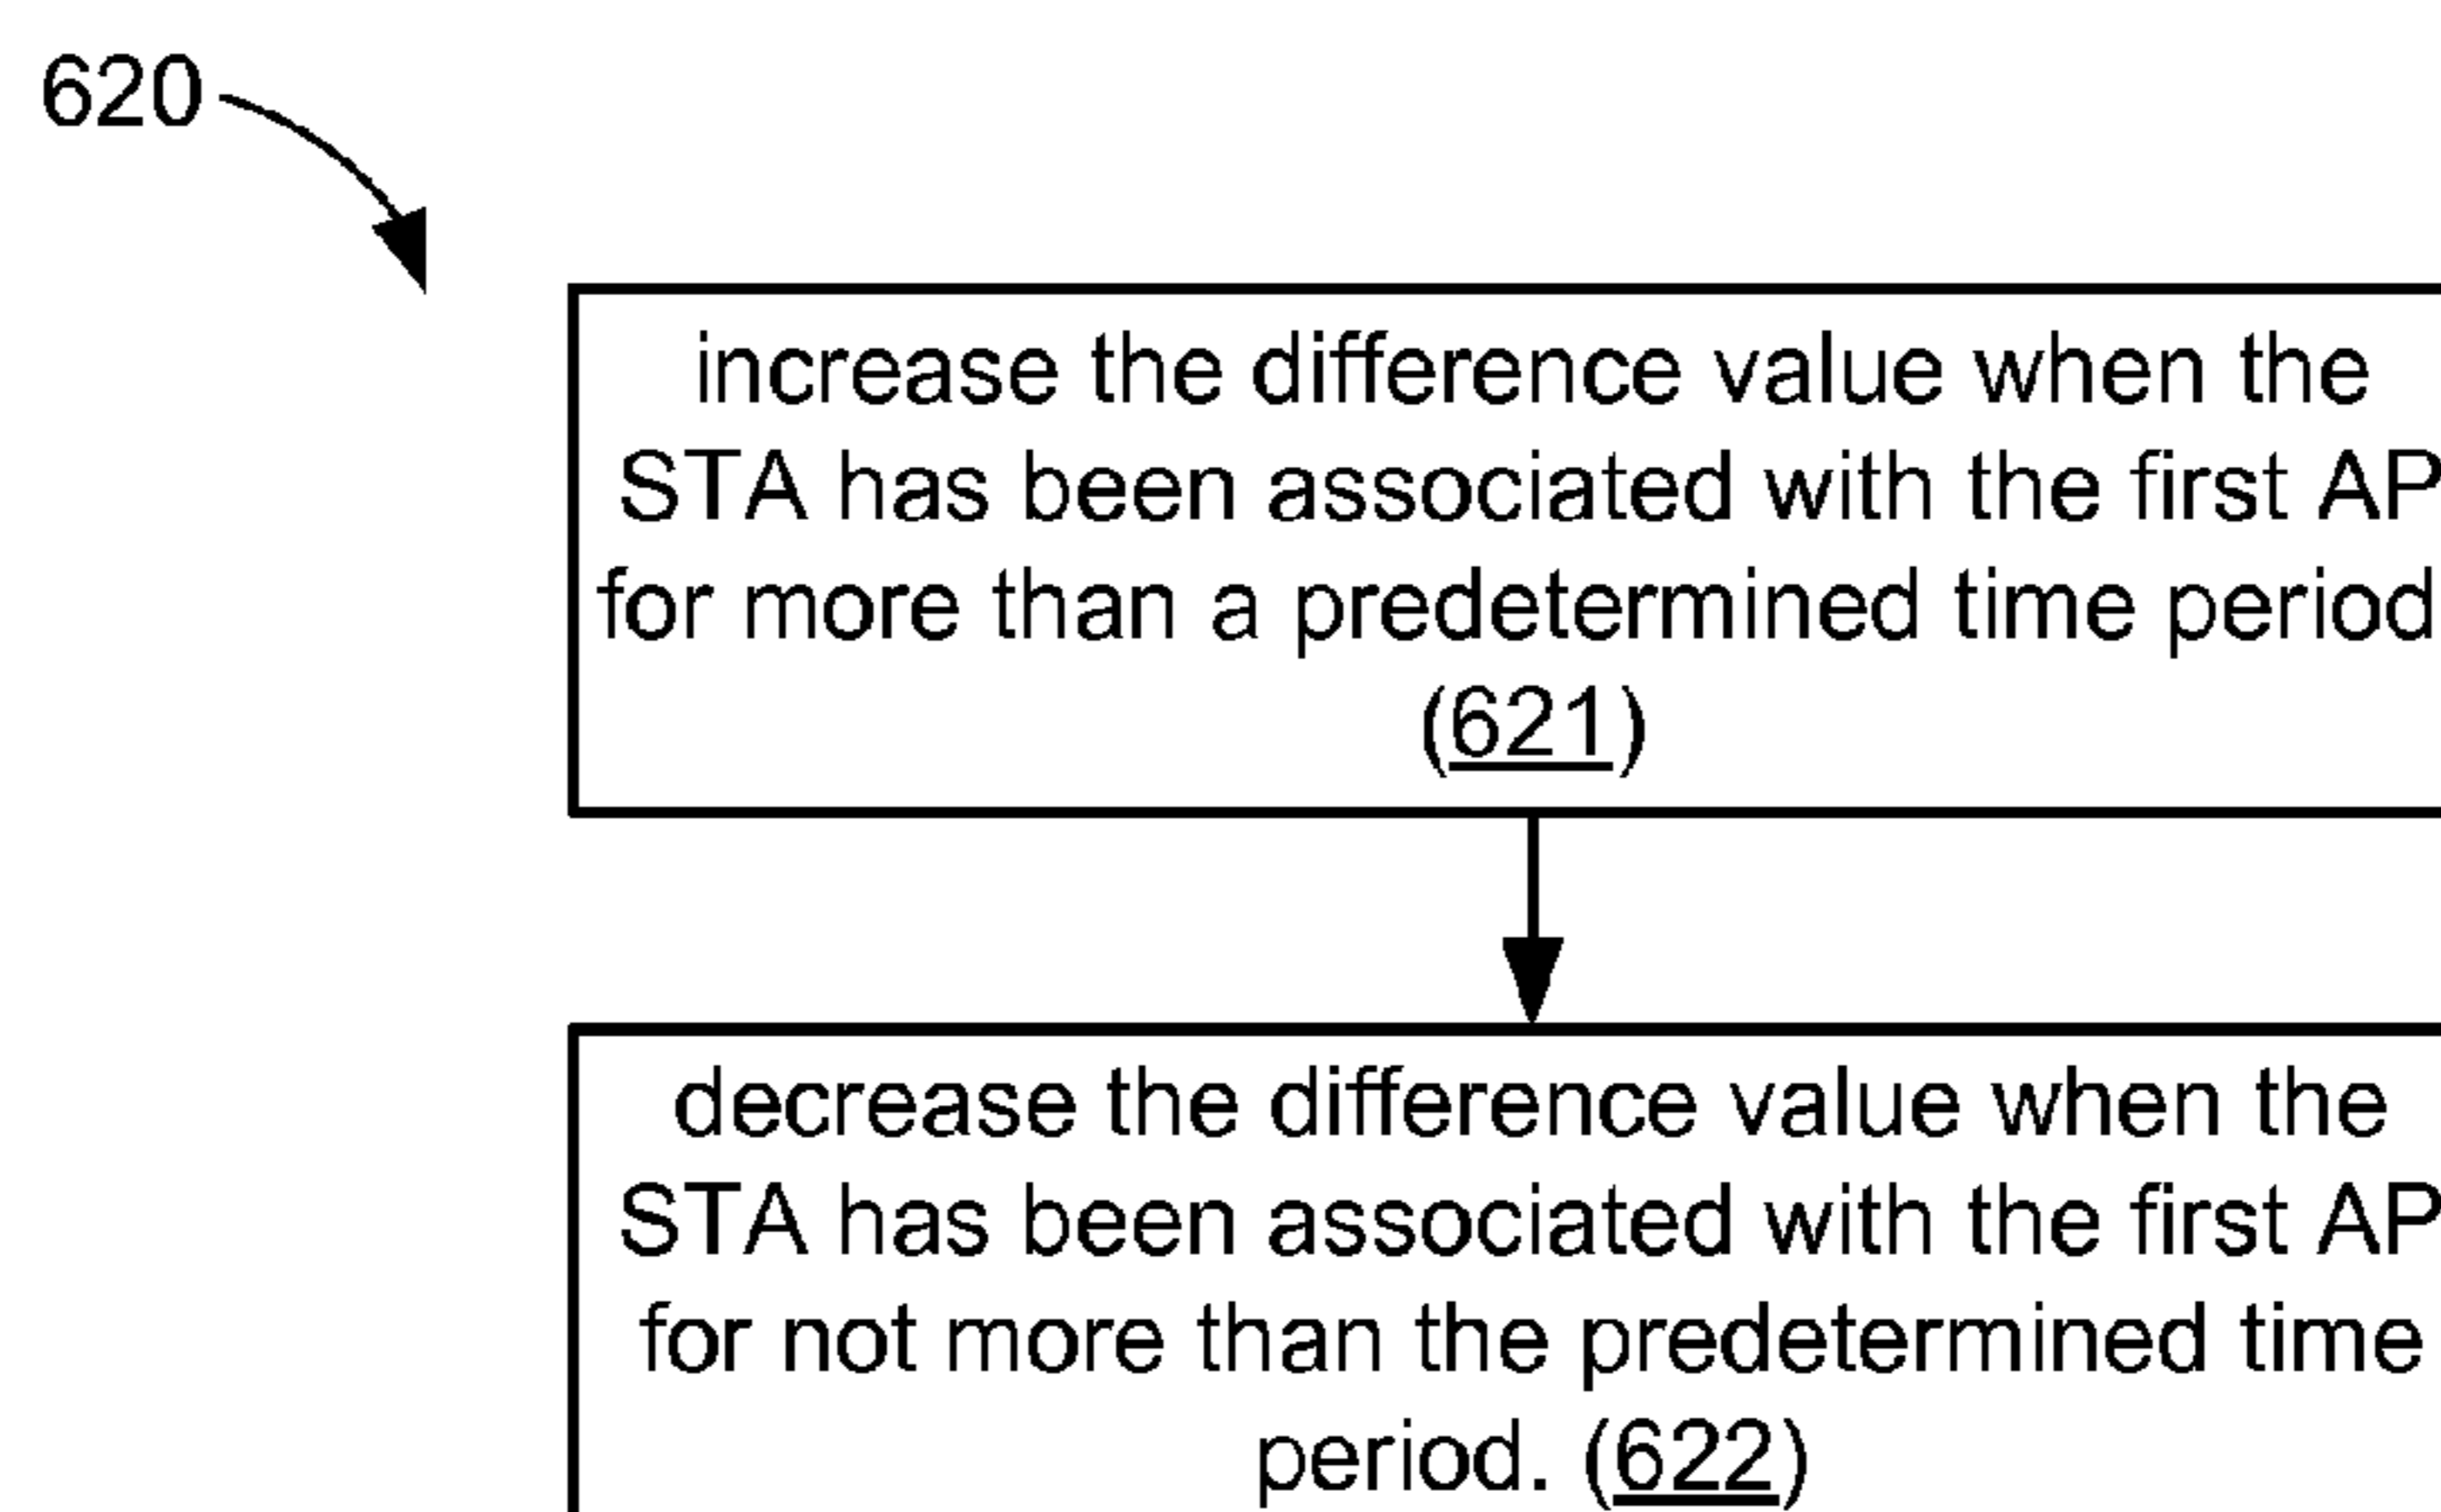 620
increase the difference value when the
STA has been associated with the first AP
for more than a predetermined time period
(621)
decrease the difference value when the
STA has been associated with the first AP
for not more than the predetermined time
period. (622)